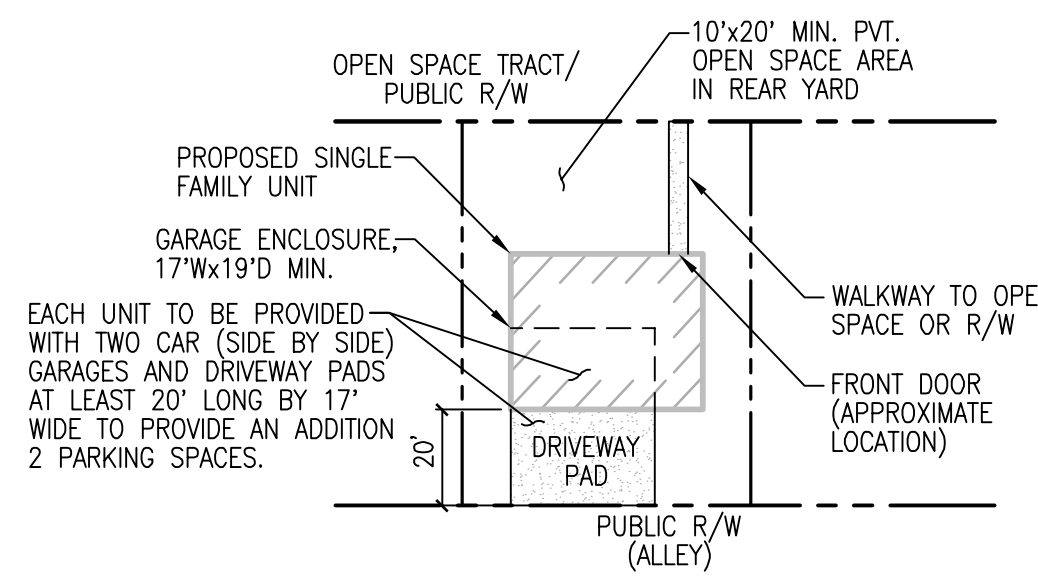 10'x20' MIN. PVT.
OPEN SPACE AREA
IN REAR YARD
OPEN SPACE TRACT/
PUBLIC R/W
PROPOSED SINGLE
FAMILY UNIT
GARAGE ENCLOSURE,
17'Wx19'D MIN.
EACH UNIT TO BE PROVIDED
WITH TWO CAR (SIDE BY SIDE)
GARAGES AND DRIVEWAY PADS
AT LEAST 20' LONG BY 17'
WIDE TO PROVIDE AN ADDITION
2 PARKING SPACES.
WALKWAY TO OPE
SPACE OR R/W
FRONT DOOR
(APPROXIMATE
LOCATION)
20'
DRIVEWAY
PAD
PUBLIC R/W
(ALLEY)